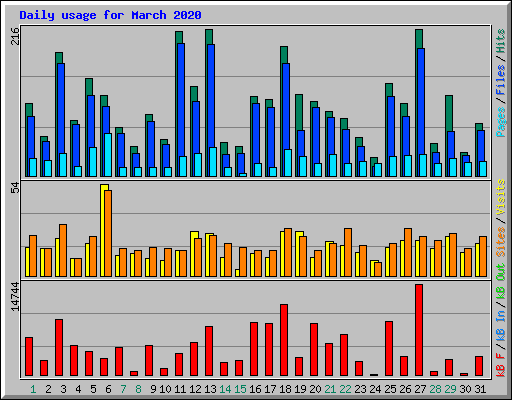 Daily usage for March 2020
216
54
14744
Pages / Files / Hits
Sites / Visits
kB F / kB In / kB Out
1 2 3 4 5 6 7 8 9 10 11 12 13 14 15 16 17 18 19 20 21 22 23 24 25 26 27 28 29 30 31